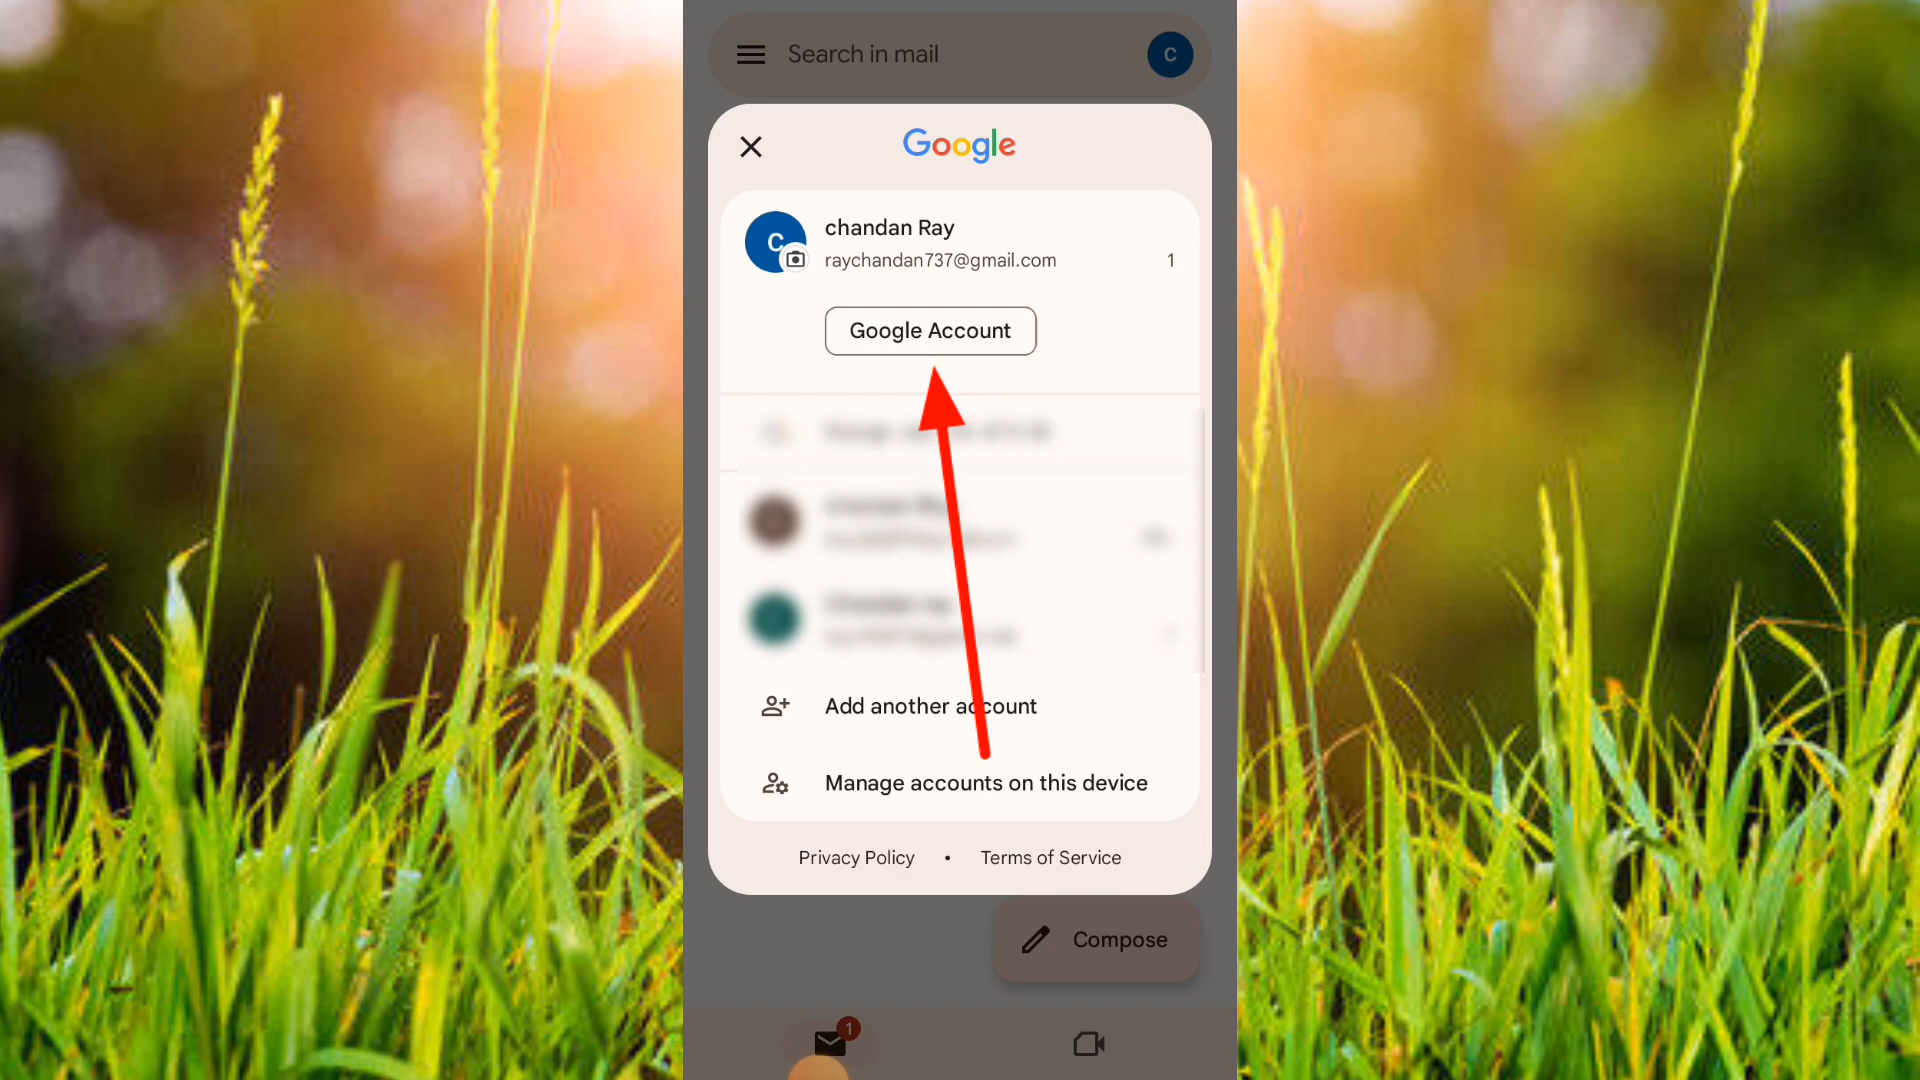 Search in mail
C
Google
C
chandan Ray
raychandan737@gmail.com
1
Google Account
Add another account
Manage accounts on this device
Privacy Policy • Terms of Service
Compose
1